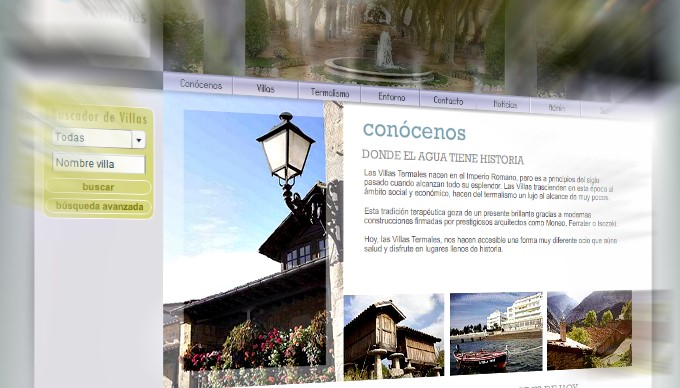 Conócenos Villas Termalismo Entorno Contacto Noticias
Buscador de Villas
Todas
Nombre villa
buscar
búsqueda avanzada
conócenos
DONDE EL AGUA TIENE HISTORIA
Las Villas Termales nacen en el Imperio Romano, pero es a principios del siglo
pasado cuando alcanzan todo su esplendor. Las Villas trascienden en esta época al
ámbito social y económico, hacen del termalismo un lujo al alcance de muy pocos.
Esta tradición terapéutica goza de un presente brillante gracias a modernas
construcciones firmadas por prestigiosos arquitectos como Moneo, Ferrater o Isozaki.
Hoy, las Villas Termales, nos hacen accesible una forma muy diferente ocio que aúne
salud y disfrute en lugares llenos de historia.